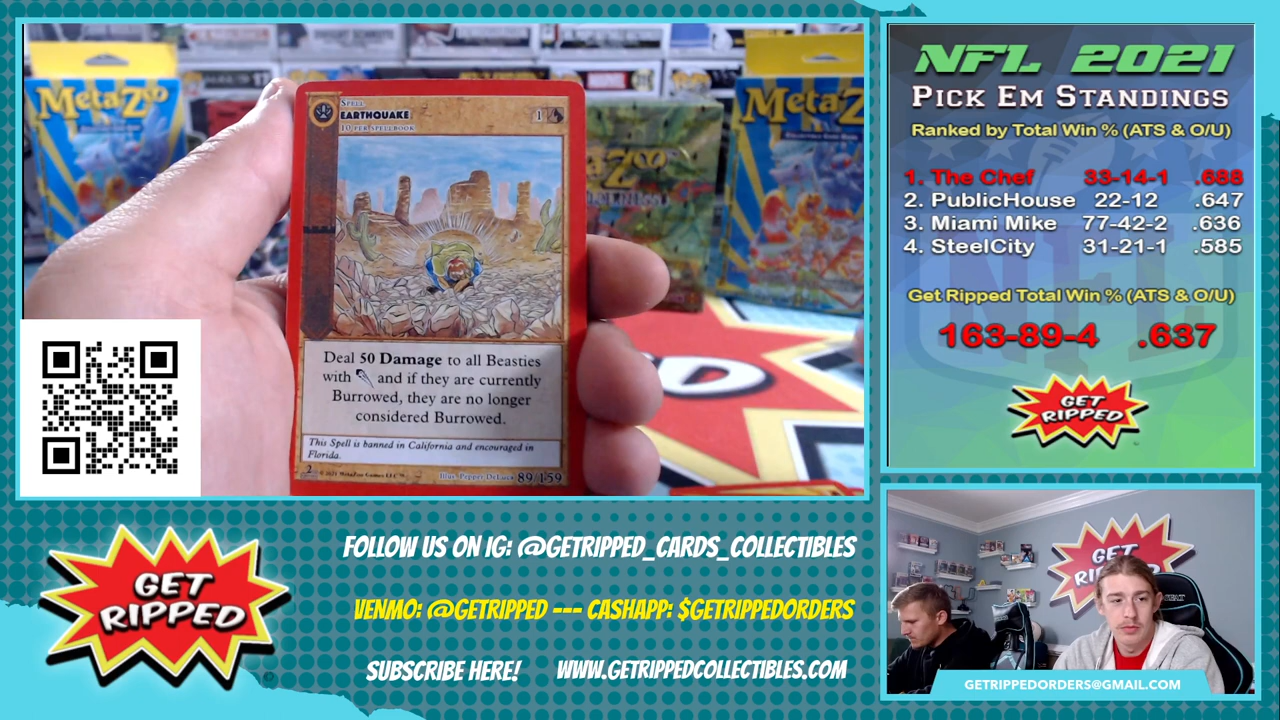 MetaZoo
SPELL
EARTHQUAKE
10 PER SPELLBOOK
1
Deal 50 Damage to all Beasties
with and if they are currently
Burrowed, they are no longer
considered Burrowed.
This Spell is banned in California and encouraged in
Florida.
Illus. Pepper DeLuca 89/159
MetaZoo
NFL 2021
PICK EM STANDINGS
Ranked by Total Win % (ATS & O/U)
1. The Chef 33-14-1 .688
2. PublicHouse 22-12 .647
3. Miami Mike 77-42-2 .636
4. SteelCity 31-21-1 .585
Get Ripped Total Win % (ATS & O/U)
163-89-4 .637
GET
RIPPED
GET
RIPPED
FOLLOW US ON IG: @GETRIPPED_CARDS_COLLECTIBLES
VENMO: @GETRIPPED --- CASHAPP: $GETRIPPEDORDERS
SUBSCRIBE HERE! WWW.GETRIPPEDCOLLECTIBLES.COM
GETRIPPEDORDERS@GMAIL.COM